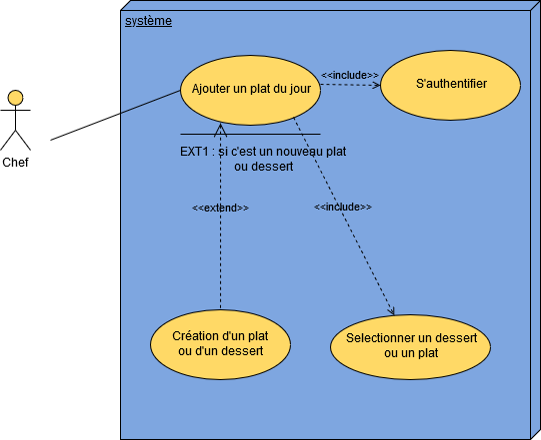 système
Ajouter un plat du jour
<<include>>
S'authentifier
Chef
EXT1 : si c'est un nouveau plat
ou dessert
<<extend>>
<<include>>
Création d'un plat
ou d'un dessert
Selectionner un dessert
ou un plat